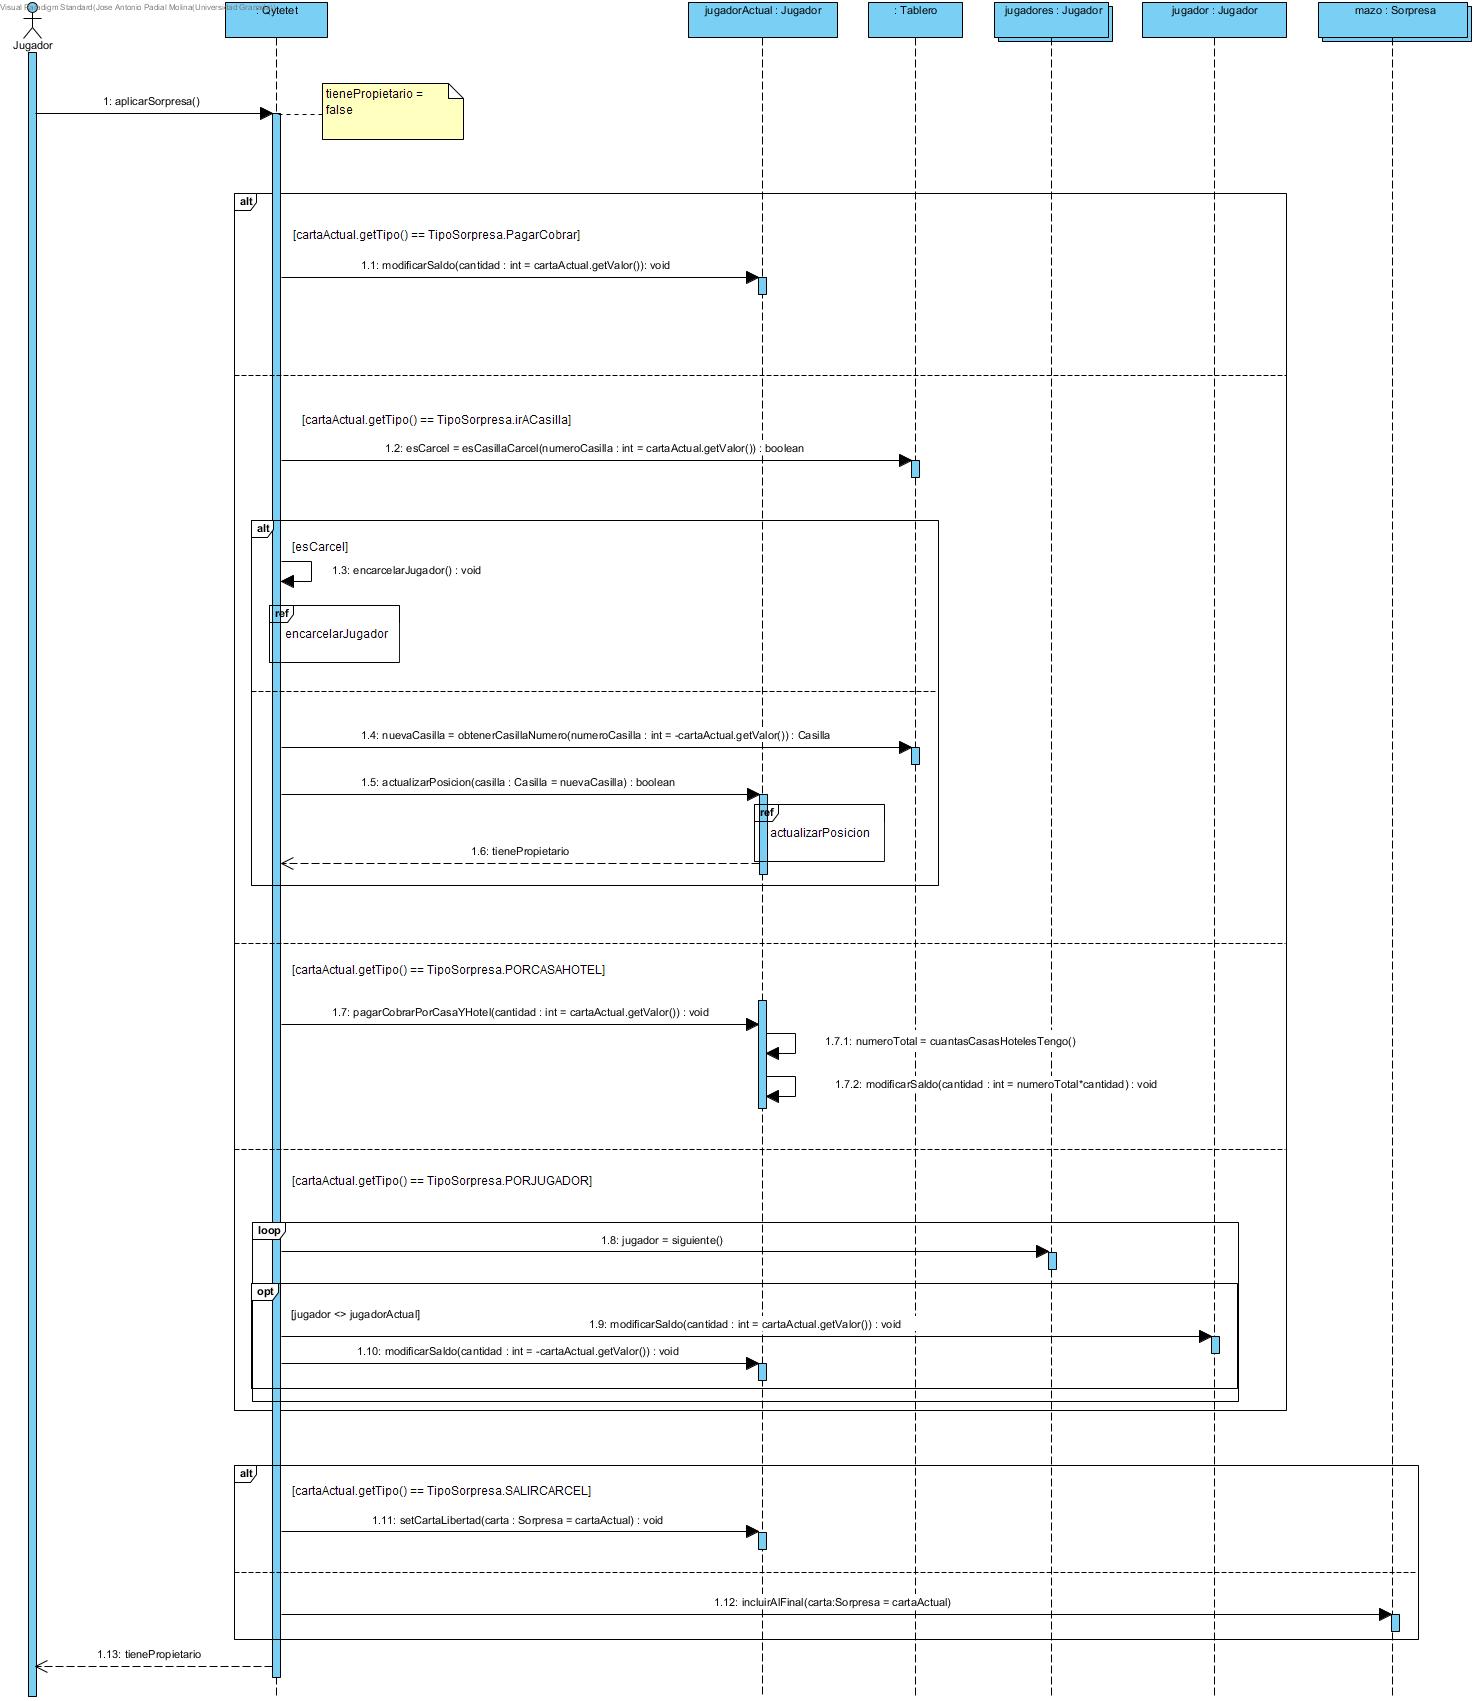 Visual Paradigm Standard(Jose Antonio Padial Molina(Universidad Granada))
: Qytetet
jugadorActual : Jugador
: Tablero
jugadores : Jugador
jugador : Jugador
mazo : Sorpresa
Jugador
tienePropietario =
false
1: aplicarSorpresa()
alt
[cartaActual.getTipo() == TipoSorpresa.PagarCobrar]
1.1: modificarSaldo(cantidad : int = cartaActual.getValor()): void
[cartaActual.getTipo() == TipoSorpresa.irACasilla]
1.2: esCarcel = esCasillaCarcel(numeroCasilla : int = cartaActual.getValor()) : boolean
alt
[esCarcel]
1.3: encarcelarJugador() : void
ref
encarcelarJugador
1.4: nuevaCasilla = obtenerCasillaNumero(numeroCasilla : int = -cartaActual.getValor()) : Casilla
1.5: actualizarPosicion(casilla : Casilla = nuevaCasilla) : boolean
ref
actualizarPosicion
1.6: tienePropietario
[cartaActual.getTipo() == TipoSorpresa.PORCASAHOTEL]
1.7: pagarCobrarPorCasaYHotel(cantidad : int = cartaActual.getValor()) : void
1.7.1: numeroTotal = cuantasCasasHotelesTengo()
1.7.2: modificarSaldo(cantidad : int = numeroTotal*cantidad) : void
[cartaActual.getTipo() == TipoSorpresa.PORJUGADOR]
loop
1.8: jugador = siguiente()
opt
[jugador <> jugadorActual]
1.9: modificarSaldo(cantidad : int = cartaActual.getValor()) : void
1.10: modificarSaldo(cantidad : int = -cartaActual.getValor()) : void
alt
[cartaActual.getTipo() == TipoSorpresa.SALIRCARCEL]
1.11: setCartaLibertad(carta : Sorpresa = cartaActual) : void
1.12: incluirAlFinal(carta:Sorpresa = cartaActual)
1.13: tienePropietario